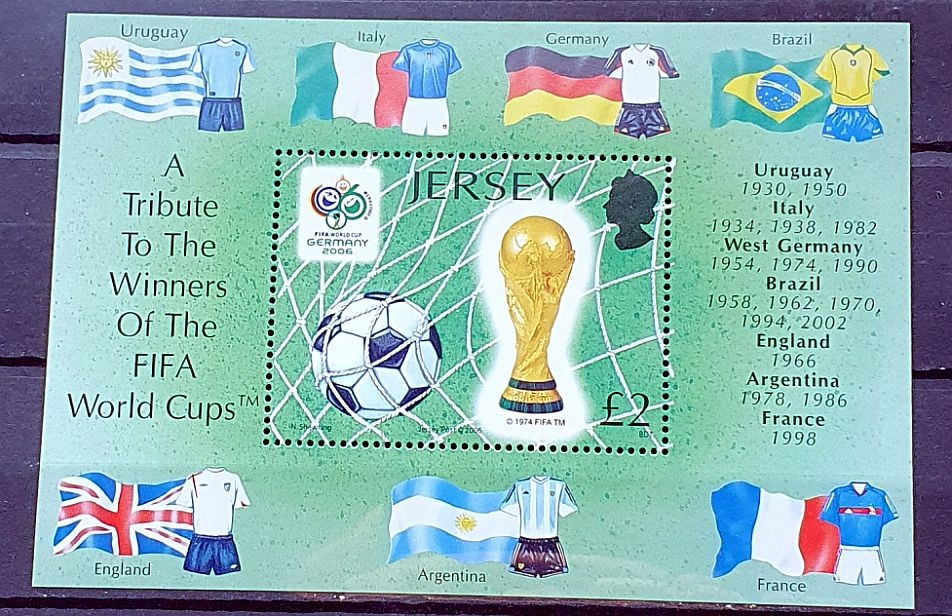 Uruguay
Italy
Germany
Brazil
A
Tribute
To The
Winners
Of The
FIFA
World Cups™
JERSEY
FIFA WORLD CUP
GERMANY
2006
© 1974 FIFA TM
£2
Uruguay
1930, 1950
Italy
1934, 1938, 1982
West Germany
1954, 1974, 1990
Brazil
1958, 1962, 1970,
1994, 2002
England
1966
Argentina
1978, 1986
France
1998
England
Argentina
France